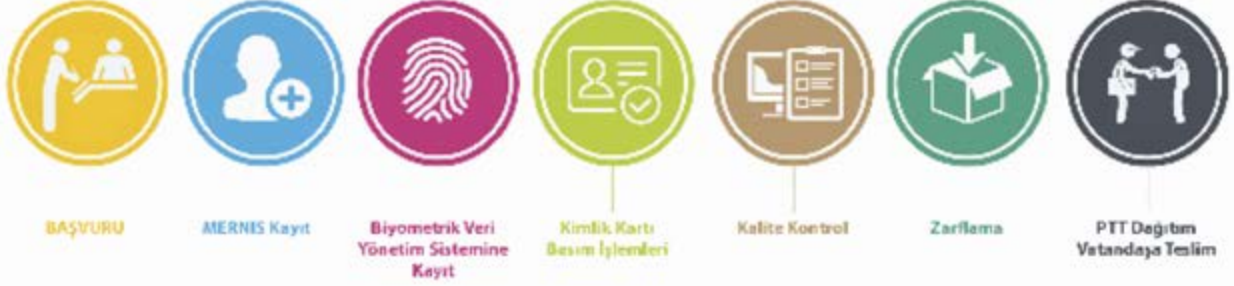 BAŞVURU
MERNIS Kayıt
Biyometrik Veri
Yönetim Sistemine
Kayıt
Kimlik Kartı
Basım İşlemleri
Kalite Kontrol
Zarflama
PTT Dağıtım
Vatandaşa Teslim